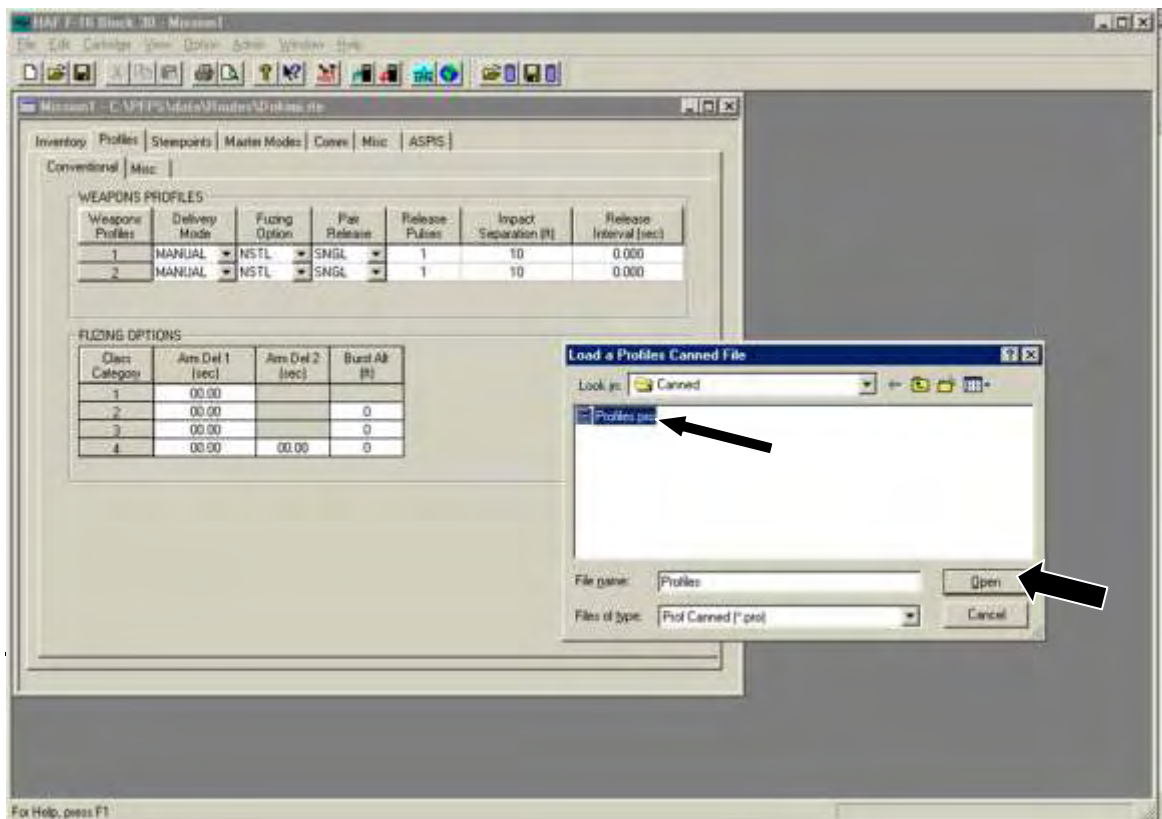 HAF F-16 Block 30 - Mission1
File Edit Cartridge View Option Admin Window Help
Mission1 - C:\PFPS\data\Routes\
Inventory Profiles Steerpoints Master Modes Comm Misc ASPIS
Conventional Misc
WEAPONS PROFILES
Weapons Profiles Delivery Mode Fuzing Option Pair Release Release Pulses Impact Separation (ft) Release Interval (sec)
1 MANUAL NSTL SNGL 1 10 0.000
2 MANUAL NSTL SNGL 1 10 0.000
FUZING OPTIONS
Class Category Arm Del 1 (sec) Arm Del 2 (sec) Burst Alt (ft)
1 00.00
2 00.00 0
3 00.00 0
4 00.00 00.00 0
Load a Profiles Canned File
Look in: Canned
Profiles.pro
File name: Profiles
Open
Files of type: Prof Canned (*.pro)
Cancel
For Help, press F1